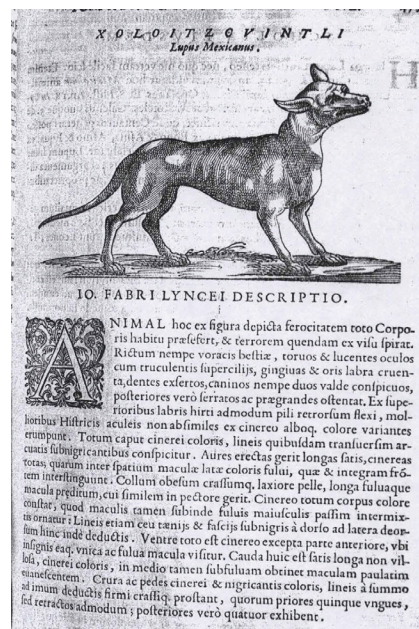 XOLOITZCVINTLI
Lupus Mexicanus.
IO. FABRI LYNCEI DESCRIPTIO.
ANIMAL hoc ex figura depicta ferocitatem toto Corpo-
ris habitu præsefert, & terrorem quendam ex visu spirat.
Rictum nempe voracis bestiæ, toruos & lucentes oculos
cum truculentis supercilijs, gingiuas & oris labra cruen-
ta, dentes exsertos, caninos nempe duos valde conspicuos,
posteriores verò serratos ac prægrandes ostentat. Ex supe-
rioribus labris hirti admodum pili retrorsum flexi, mol-
lioribus Histricis aculeis non absimiles ex cinereo alboq. colore variantes
erumpunt. Totum caput cinerei coloris, lineis quibusdam transuersim ar-
cuatis subnigricantibus conspicitur. Aures erectas gerit longas satis, cinereas
totas, quarum inter spatium maculæ latæ coloris fului, quæ & integram frō-
tem interstinguunt. Collum obesum crassumq. laxiore pelle, longa fuluaque
macula præditum, cui similem in pectore gerit. Cinereo totum corpus colore
constat, quod maculis tamen subinde fuluis maiusculis passim intermix-
tis ornatur: Lineis etiam ceu tænijs & fascijs subnigris à dorso ad latera deor-
sum hinc inde deductis. Ventre toto est cinereo excepta parte anteriore, vbi
insignis eaq. vnica ac fulua macula visitur. Cauda huic est satis longa non vil-
losa, cinerei coloris, in medio tamen subfuluam obtinet maculam paulatim
euanescentem. Crura ac pedes cinerei & nigricantis coloris, lineis à summo
ad imum deductis firmi crassiq. prostant, quorum priores quinque vngues,
sed retractos admodum; posteriores verò quatuor exhibent.